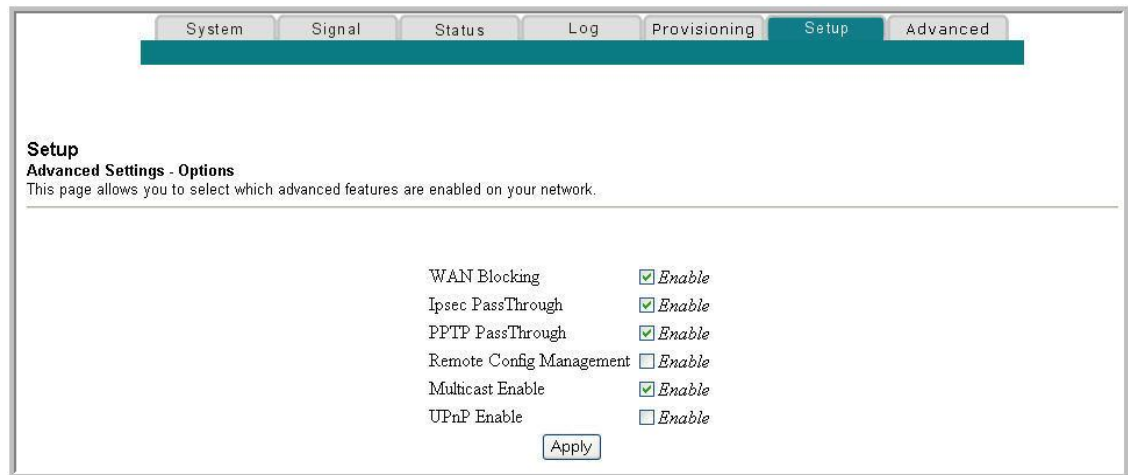 System Signal Status Log Provisioning Setup Advanced
Setup
Advanced Settings - Options
This page allows you to select which advanced features are enabled on your network.
WAN Blocking Enable
Ipsec PassThrough Enable
PPTP PassThrough Enable
Remote Config Management Enable
Multicast Enable Enable
UPnP Enable Enable
Apply